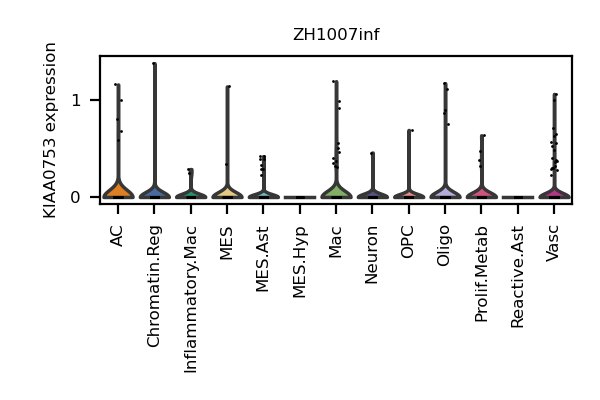 ZH1007inf
KIAA0753 expression
1
0
AC
Chromatin.Reg
Inflammatory.Mac
MES
MES.Ast
MES.Hyp
Mac
Neuron
OPC
Oligo
Prolif.Metab
Reactive.Ast
Vasc